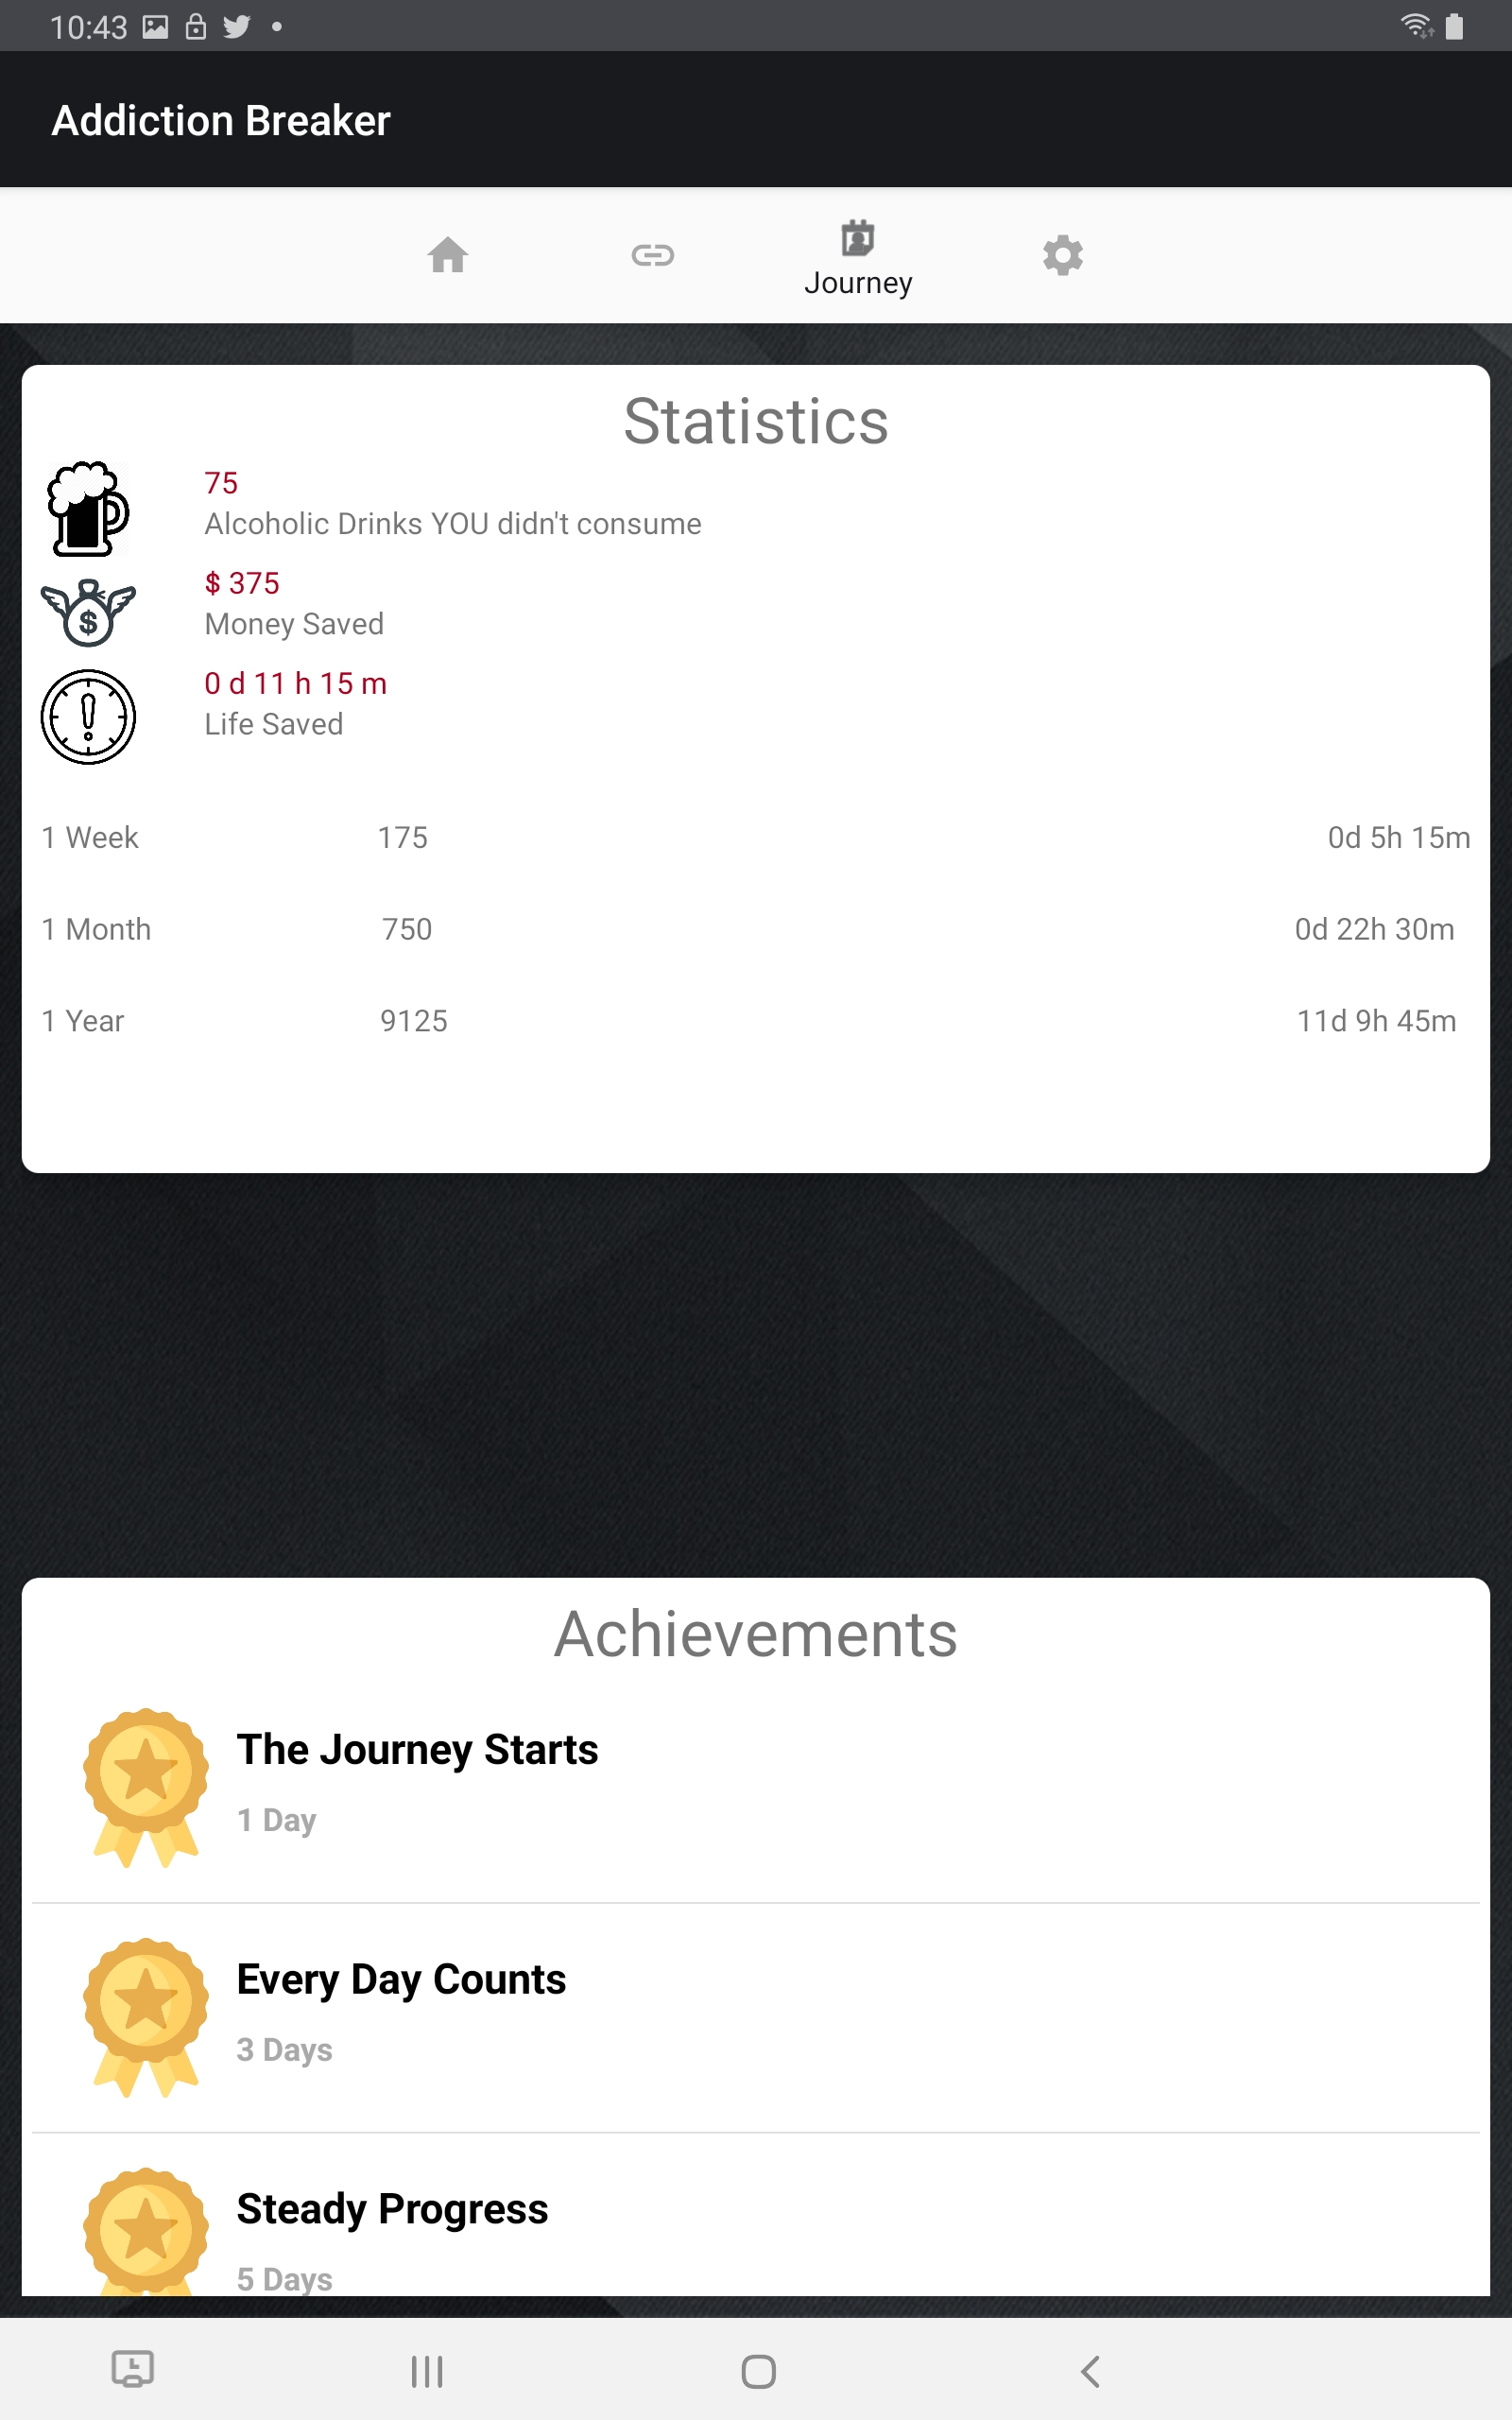 10:43
Addiction Breaker
Journey
Statistics
75
Alcoholic Drinks YOU didn't consume
$ 375
Money Saved
0 d 11 h 15 m
Life Saved
1 Week 175 0d 5h 15m
1 Month 750 0d 22h 30m
1 Year 9125 11d 9h 45m
Achievements
The Journey Starts
1 Day
Every Day Counts
3 Days
Steady Progress
5 Days